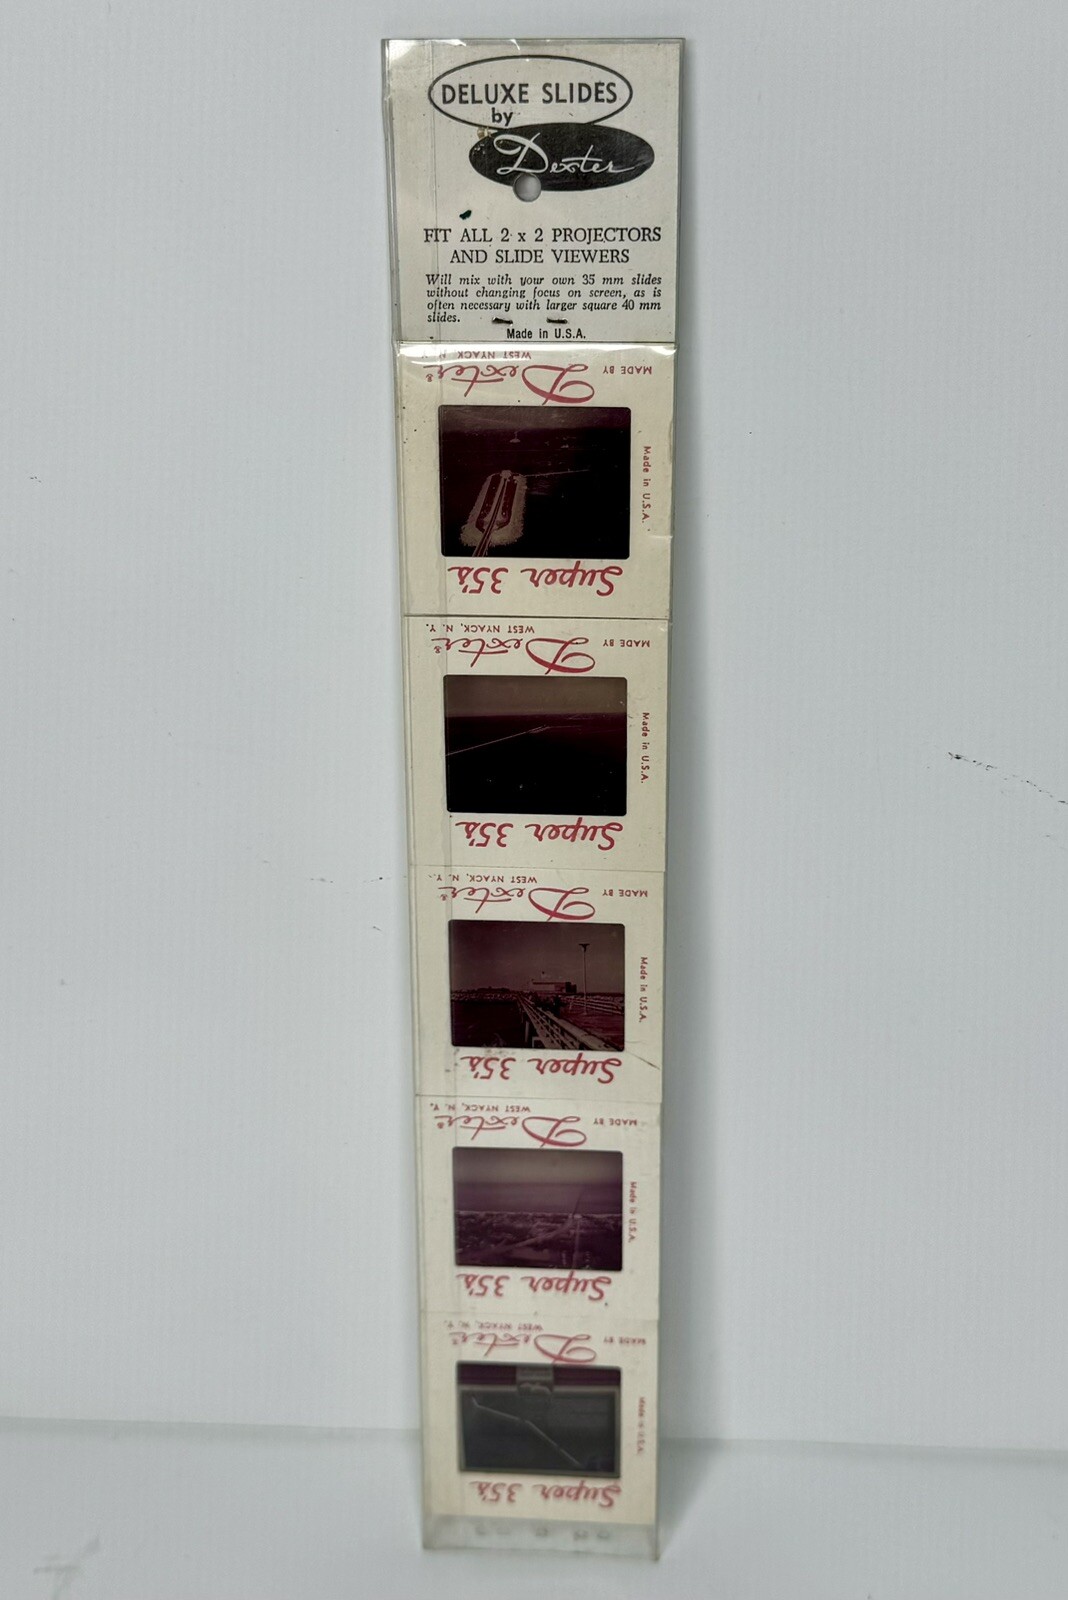 DELUXE SLIDES
by
Dexter
FIT ALL 2 x 2 PROJECTORS
AND SLIDE VIEWERS
Will mix with your own 35 mm slides
without changing focus on screen, as is
often necessary with larger square 40 mm
slides.
Made in U.S.A.
WEST NYACK, N. Y.
MADE BY Dexter
Made in U.S.A.
Super 35's
WEST NYACK, N. Y.
MADE BY Dexter
Made in U.S.A.
Super 35's
WEST NYACK, N. Y.
MADE BY Dexter
Made in U.S.A.
Super 35's
WEST NYACK, N. Y.
MADE BY Dexter
Made in U.S.A.
Super 35's
WEST NYACK, N. Y.
MADE BY Dexter
Made in U.S.A.
Super 35's